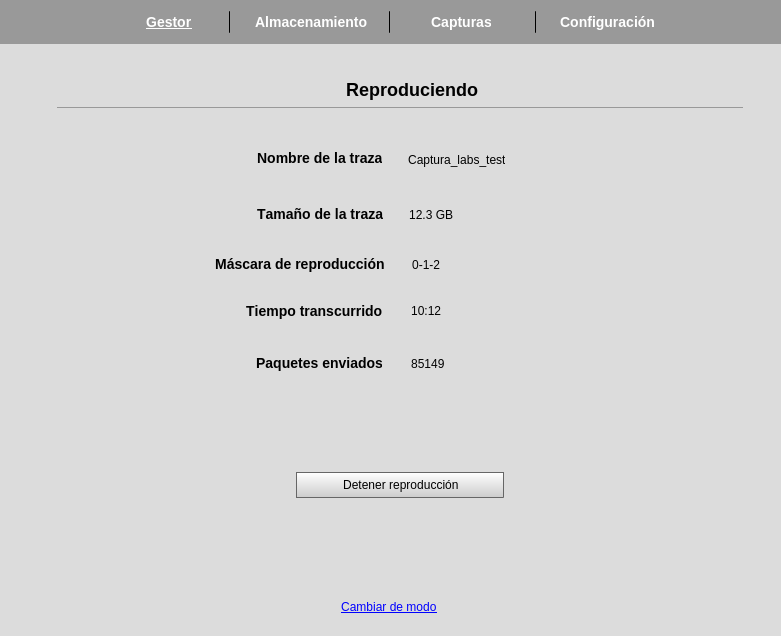 Gestor Almacenamiento Capturas Configuración
Reproduciendo
Nombre de la traza Captura_labs_test
Tamaño de la traza 12.3 GB
Máscara de reproducción 0-1-2
Tiempo transcurrido 10:12
Paquetes enviados 85149
Detener reproducción
Cambiar de modo